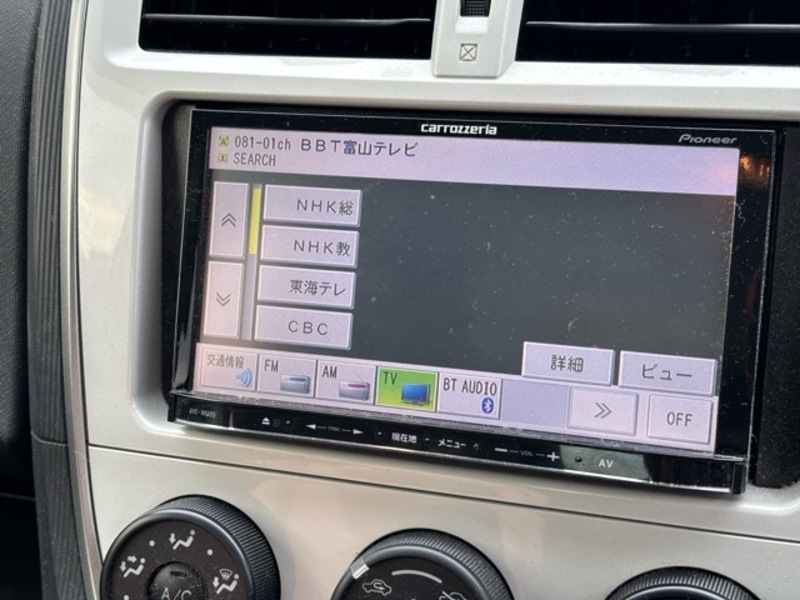 carrozzeria
Pioneer
081-01ch BBT富山テレビ
SEARCH
NHK総
NHK教
東海テレ
CBC
詳細
ビュー
交通情報
FM
AM
TV
BT AUDIO
OFF
TRK
現在地
メニュー
VOL
AV
A/C